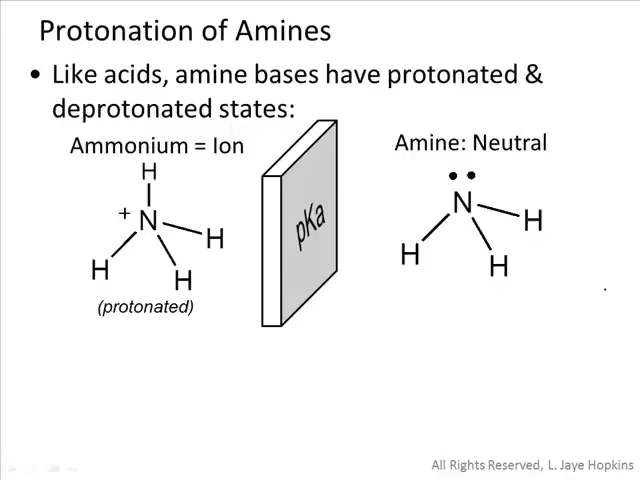 Protonation of Amines
• Like acids, amine bases have protonated &
deprotonated states:
Ammonium = Ion
Amine: Neutral
H
+
N
H
H
H
(protonated)
pKa
N
H
H
H
All Rights Reserved, L. Jaye Hopkins